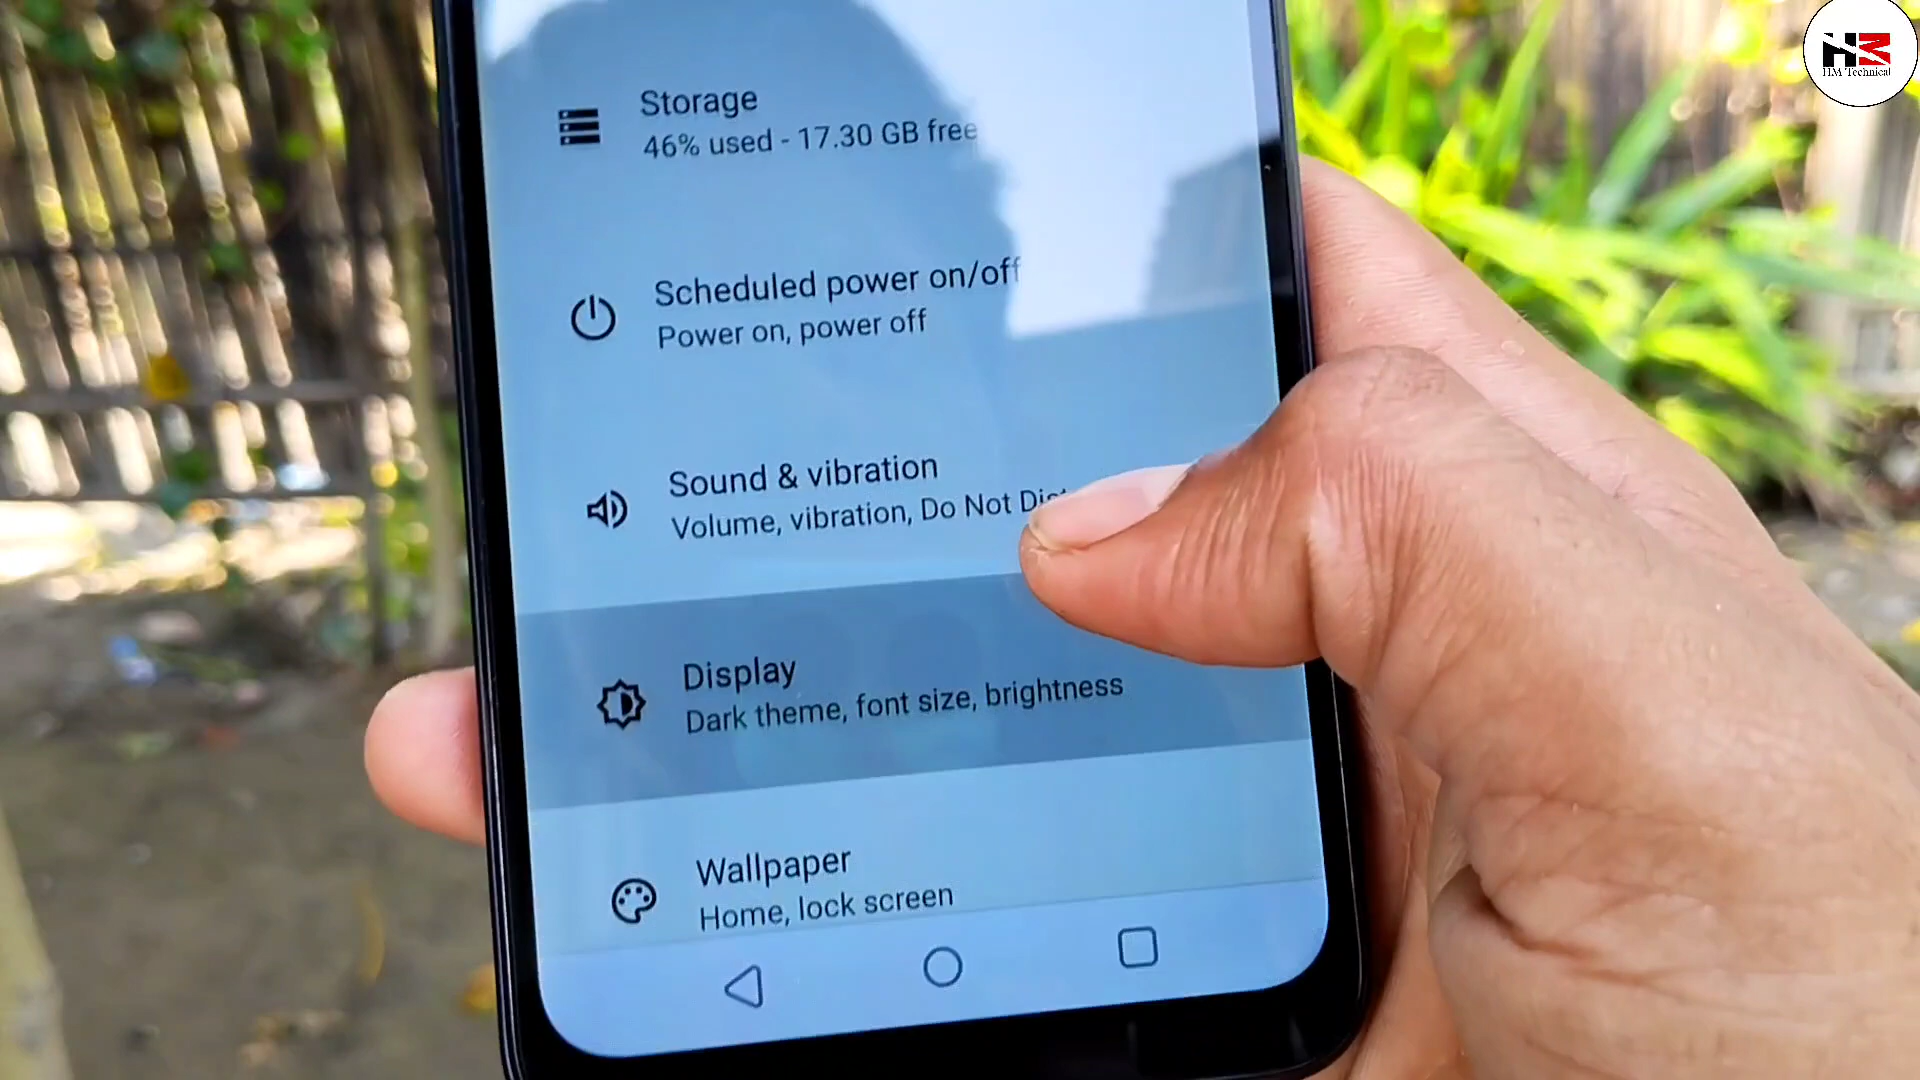 HM Technical
Storage
46% used - 17.30 GB free
Scheduled power on/off
Power on, power off
Sound & vibration
Volume, vibration, Do Not
Display
Dark theme, font size, brightness
Wallpaper
Home, lock screen